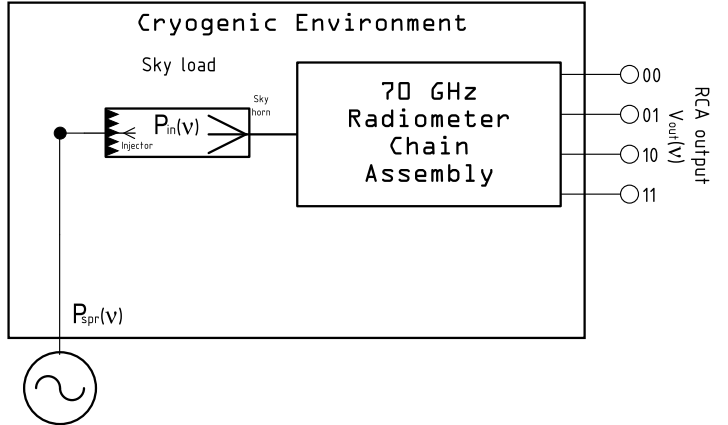 Cryogenic Environment
Sky load
Sky
horn
Pin(ν)
Injector
70 GHz
Radiometer
Chain
Assembly
00
01
10
11
RCA output
Vout(ν)
Pspr(ν)